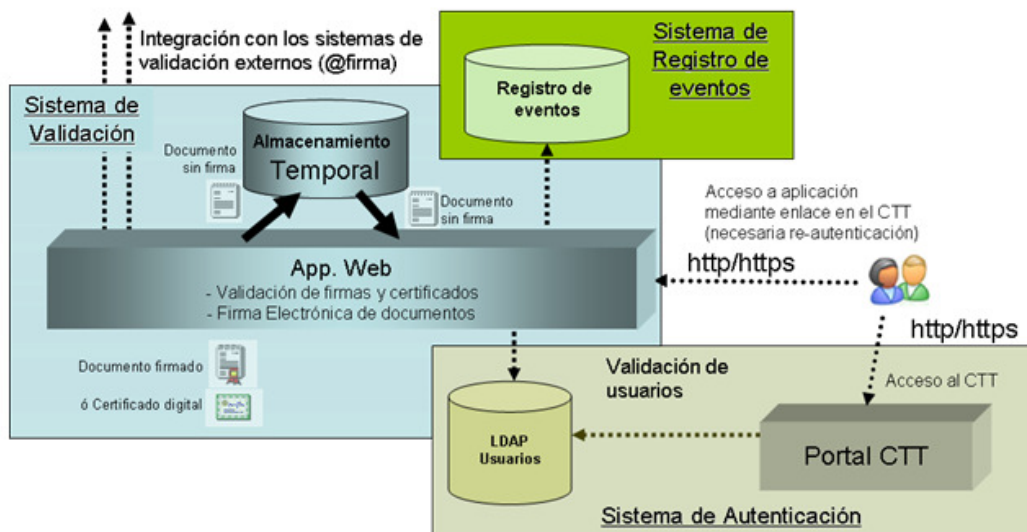 Integración con los sistemas de
validación externos (@firma)
Sistema de
Validación
Almacenamiento
Temporal
Documento
sin firma
Documento
sin firma
Sistema de
Registro de
eventos
Registro de
eventos
Acceso a aplicación
mediante enlace en el CTT
(necesaria re-autenticación)
App. Web
- Validación de firmas y certificados
- Firma Electrónica de documentos
http/https
http/https
Documento firmado
ó Certificado digital
Validación de
usuarios
Acceso al CTT
LDAP
Usuarios
Portal CTT
Sistema de Autenticación